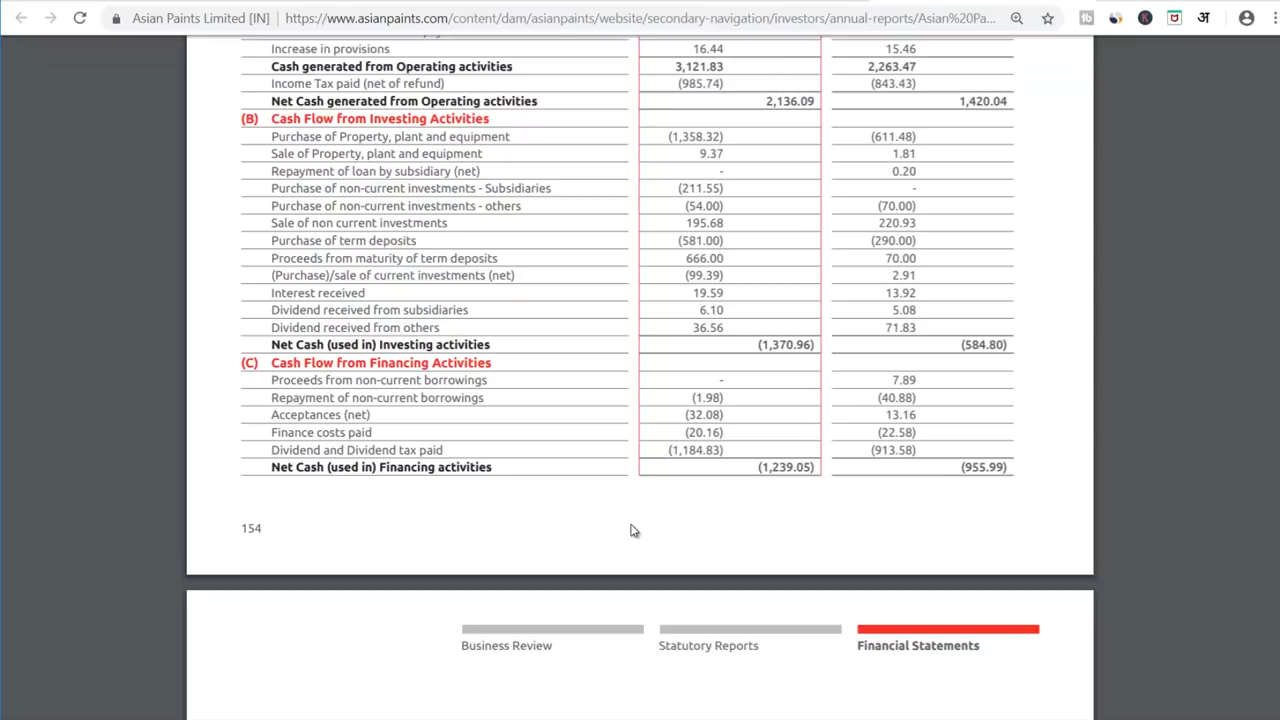 Asian Paints Limited [IN] | https://www.asianpaints.com/content/dam/asianpaints/website/secondary-navigation/investors/annual-reports/Asian%20Pa...
Increase in provisions 16.44 15.46
Cash generated from Operating activities 3,121.83 2,263.47
Income Tax paid (net of refund) (985.74) (843.43)
Net Cash generated from Operating activities 2,136.09 1,420.04
(B) Cash Flow from Investing Activities
Purchase of Property, plant and equipment (1,358.32) (611.48)
Sale of Property, plant and equipment 9.37 1.81
Repayment of loan by subsidiary (net) - 0.20
Purchase of non-current investments - Subsidiaries (211.55) -
Purchase of non-current investments - others (54.00) (70.00)
Sale of non current investments 195.68 220.93
Purchase of term deposits (581.00) (290.00)
Proceeds from maturity of term deposits 666.00 70.00
(Purchase)/sale of current investments (net) (99.39) 2.91
Interest received 19.59 13.92
Dividend received from subsidiaries 6.10 5.08
Dividend received from others 36.56 71.83
Net Cash (used in) Investing activities (1,370.96) (584.80)
(C) Cash Flow from Financing Activities
Proceeds from non-current borrowings - 7.89
Repayment of non-current borrowings (1.98) (40.88)
Acceptances (net) (32.08) 13.16
Finance costs paid (20.16) (22.58)
Dividend and Dividend tax paid (1,184.83) (913.58)
Net Cash (used in) Financing activities (1,239.05) (955.99)
154
Business Review Statutory Reports Financial Statements